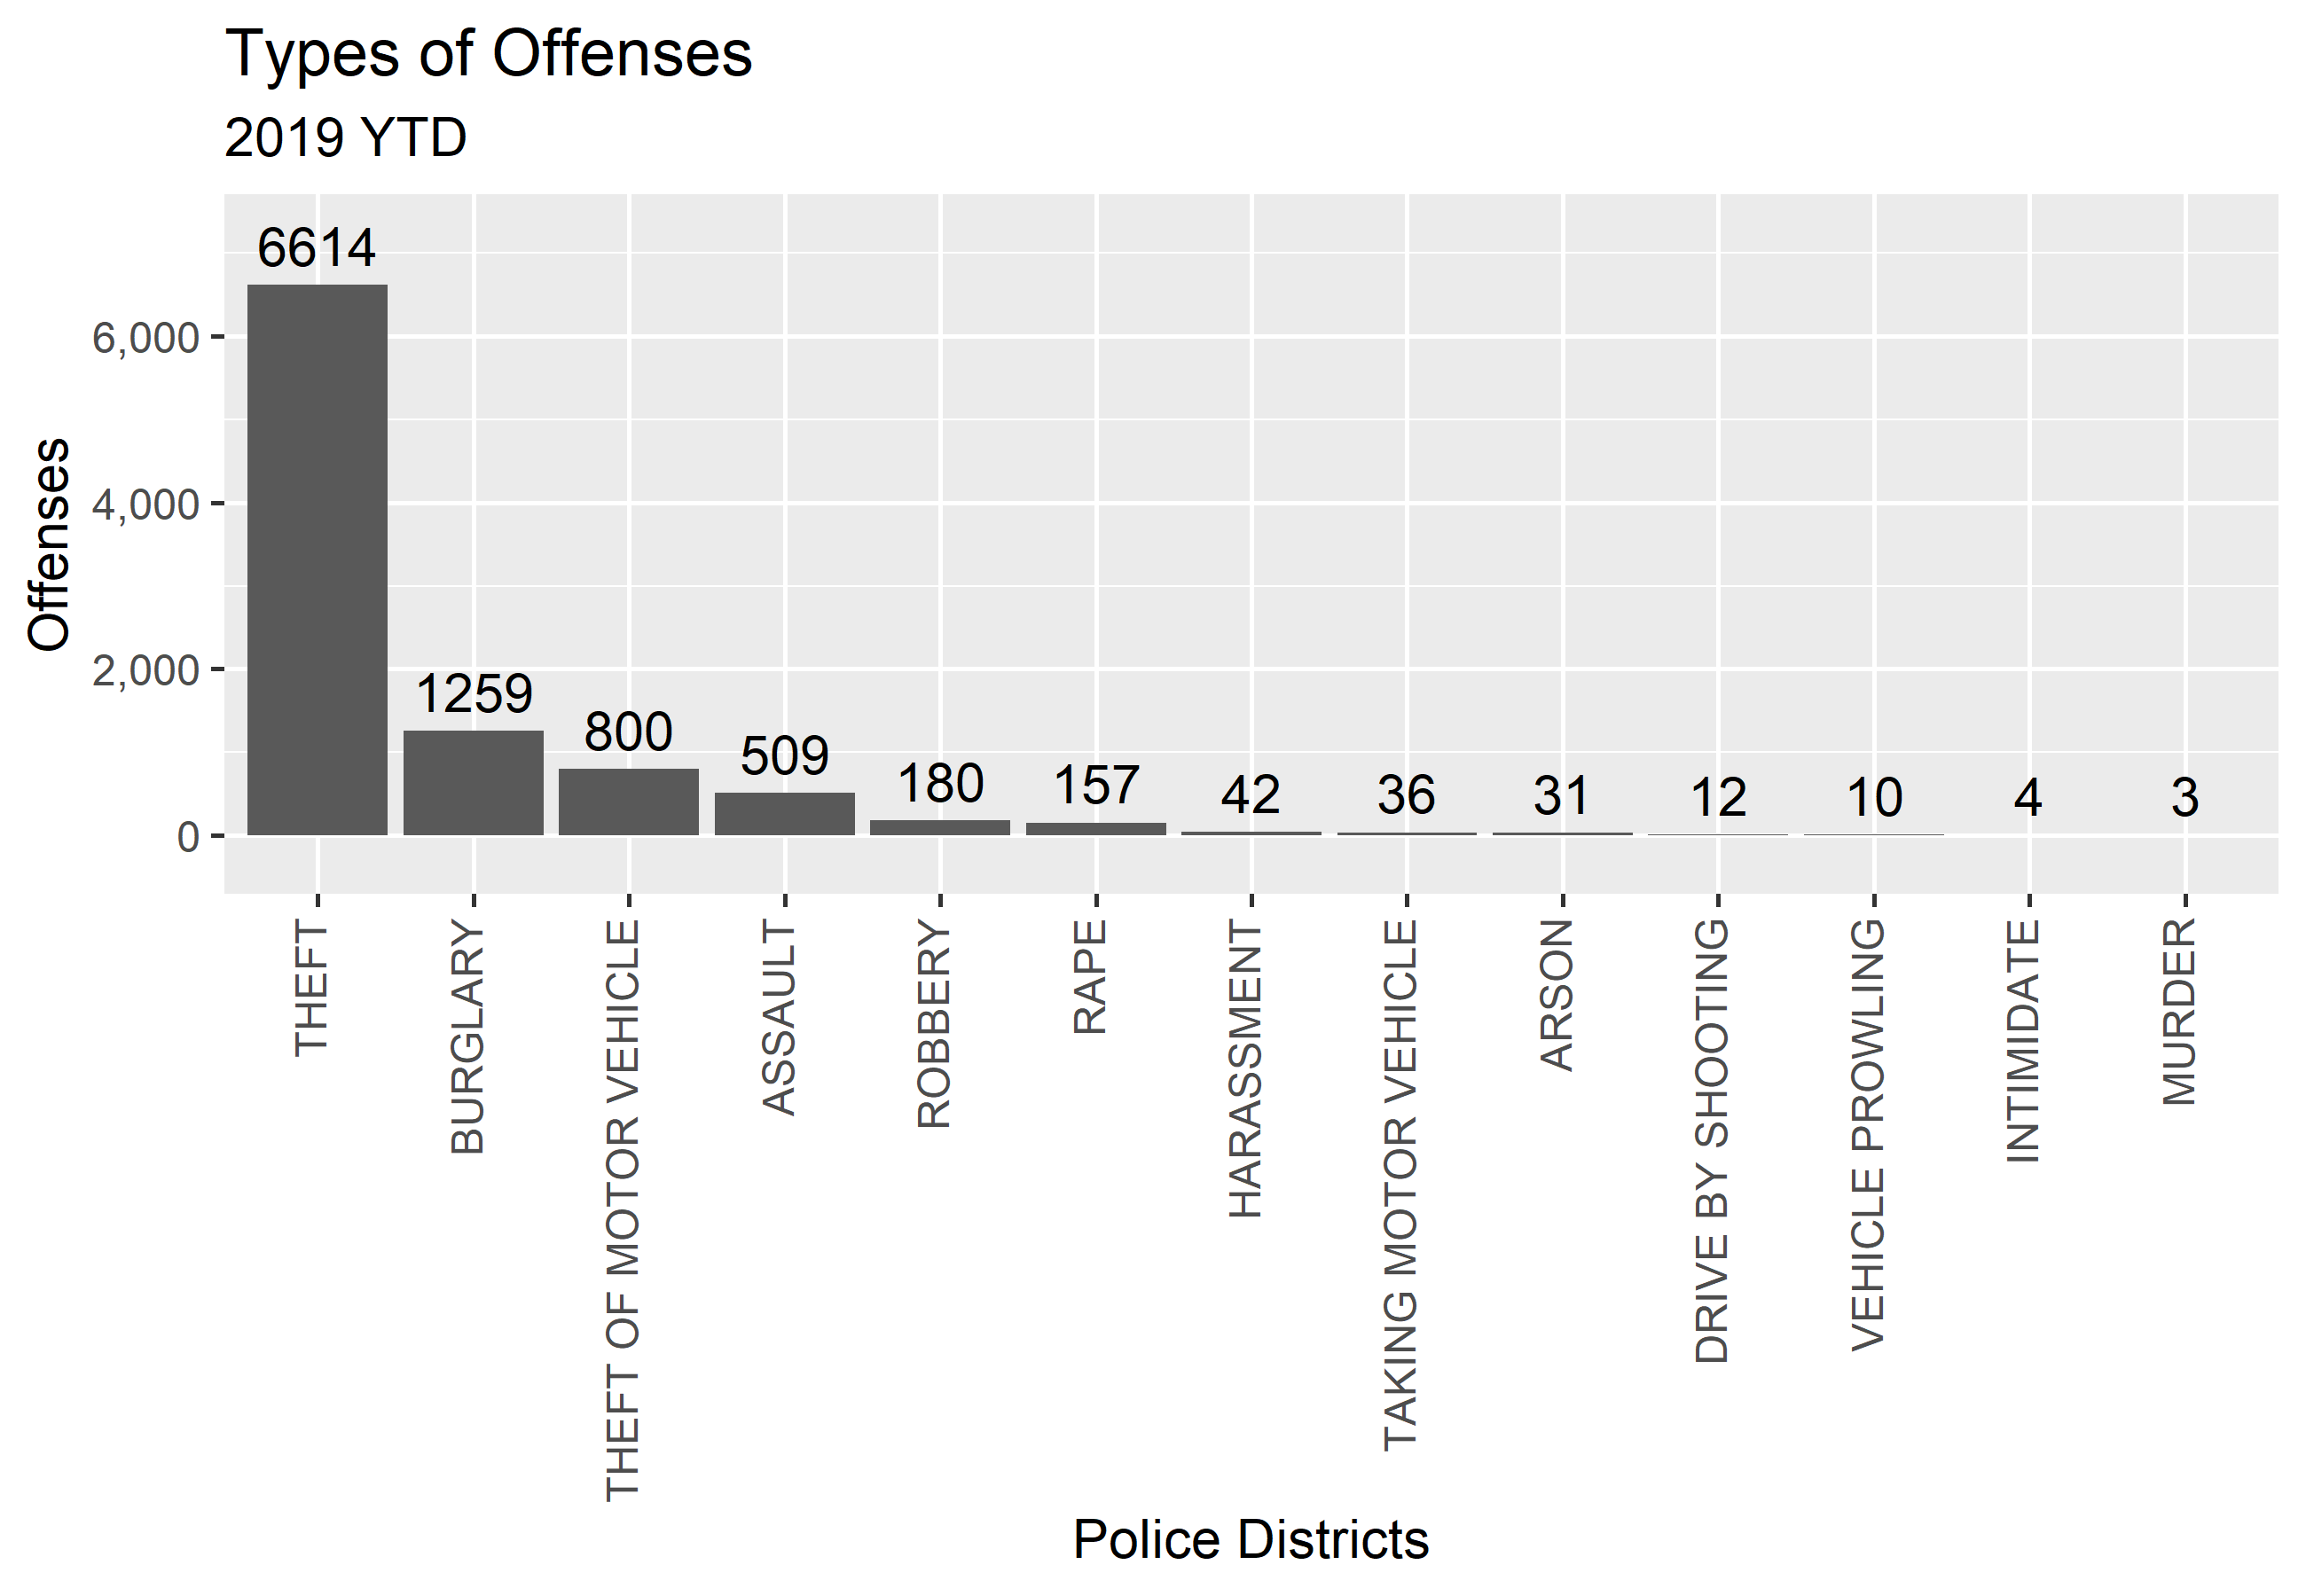 Types of Offenses
2019 YTD
Offenses
6,000
4,000
2,000
0
6614
1259
800
509
180
157
42
36
31
12
10
4
3
THEFT
BURGLARY
THEFT OF MOTOR VEHICLE
ASSAULT
ROBBERY
RAPE
HARASSMENT
TAKING MOTOR VEHICLE
ARSON
DRIVE BY SHOOTING
VEHICLE PROWLING
INTIMIDATE
MURDER
Police Districts